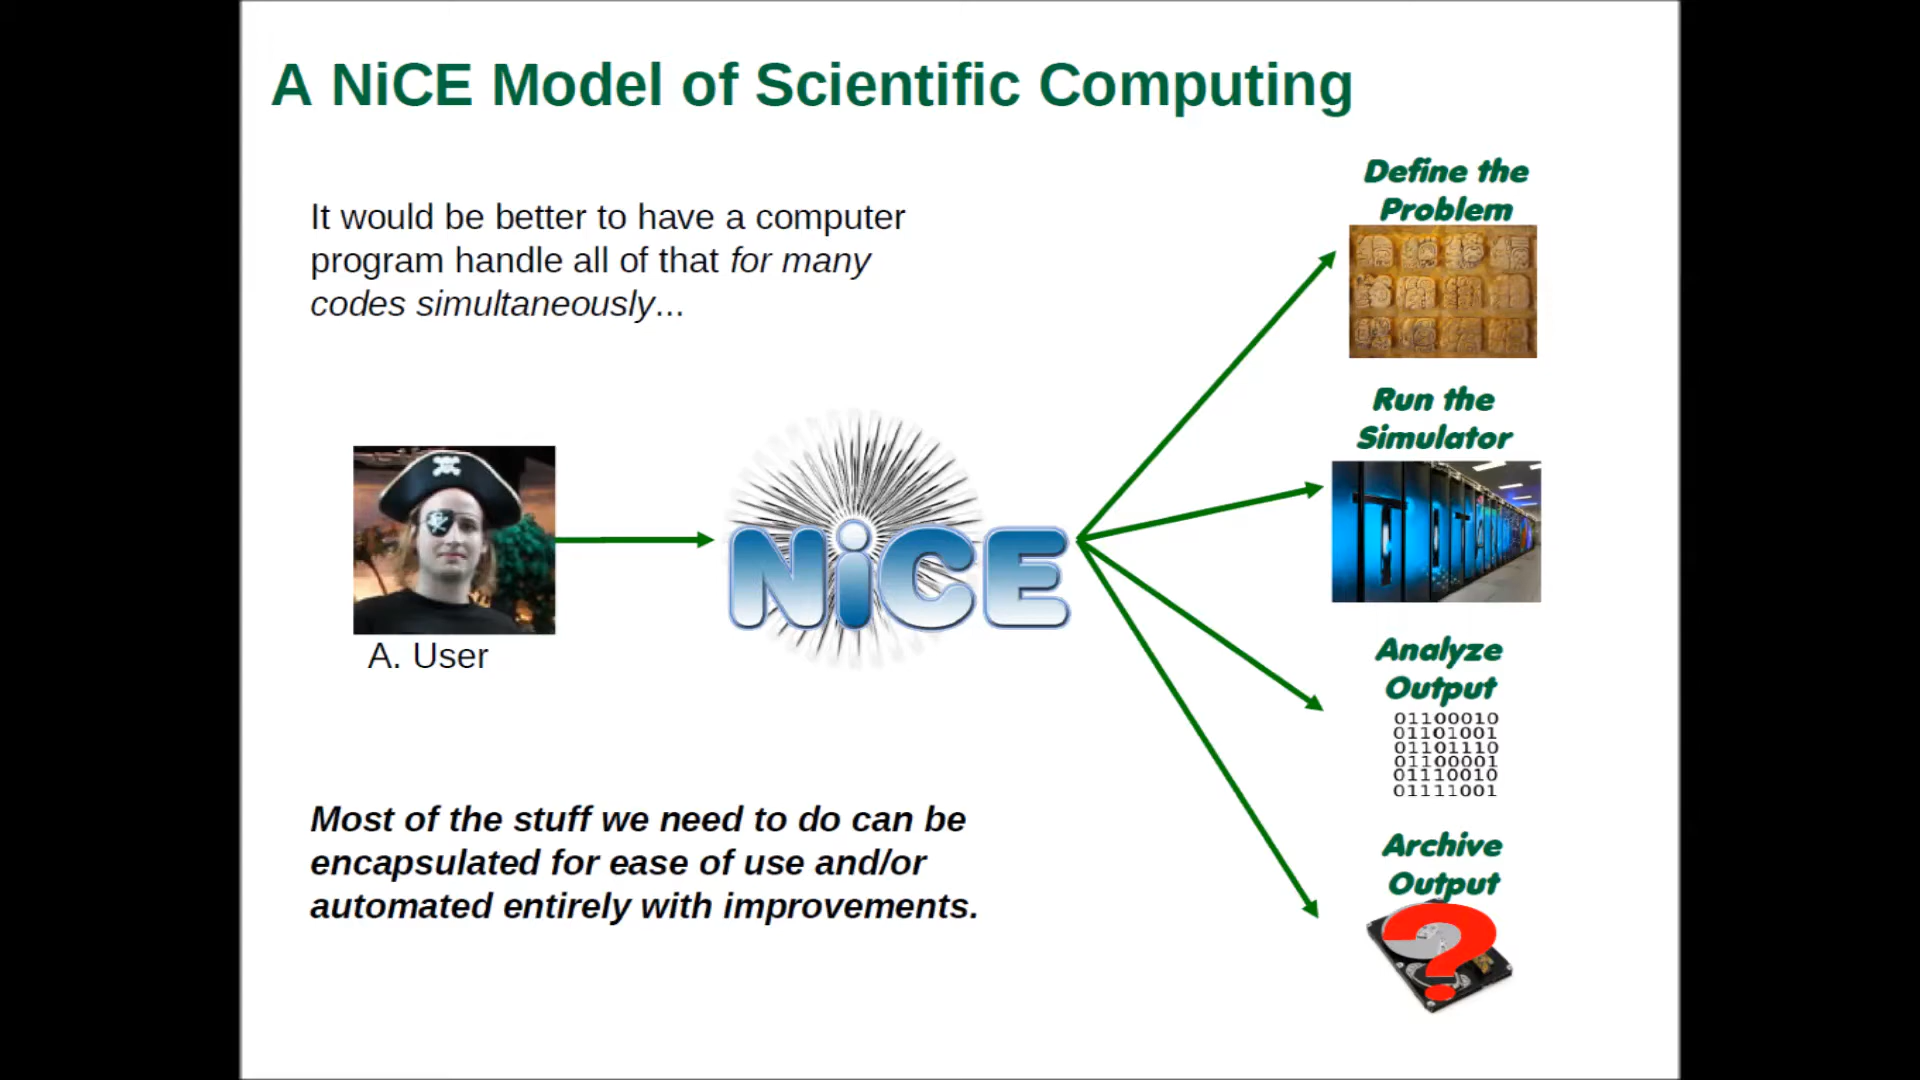 A NiCE Model of Scientific Computing
It would be better to have a computer
program handle all of that for many
codes simultaneously...
A. User
NiCE
Most of the stuff we need to do can be
encapsulated for ease of use and/or
automated entirely with improvements.
Define the
Problem
Run the
Simulator
TITAN
Analyze
Output
01100010
01101001
01101110
01100001
01110010
01111001
Archive
Output
?